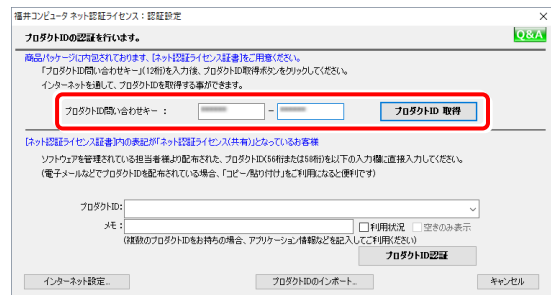 福井コンピュータ ネット認証ライセンス：認証設定
プロダクトIDの認証を行います。
Q&A
商品パッケージに内包されております、【ネット認証ライセンス証書】をご用意ください。
「プロダクトID問い合わせキー」(12桁)を入力後、プロダクトID取得ボタンをクリックしてください。
インターネットを通して、プロダクトIDを取得する事ができます。
プロダクトID問い合わせキー ：
-
プロダクトID 取得
【ネット認証ライセンス証書】内の表記が「ネット認証ライセンス(共有)」となっているお客様
ソフトウェアを管理されている担当者様より配布された、プロダクトID(56桁または58桁)を以下の入力欄に直接入力してください。
(電子メールなどでプロダクトIDを配布されている場合、「コピー/貼り付け」をご利用になると便利です)
プロダクトID:
メモ：
利用状況
空きのみ表示
(複数のプロダクトIDをお持ちの場合、アプリケーション情報などを記入してご利用ください)
プロダクトID認証
インターネット設定...
プロダクトIDのインポート...
キャンセル